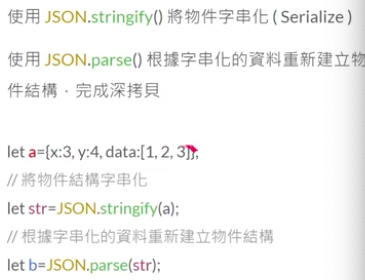 使用 JSON.stringify() 將物件字串化 ( Serialize )
使用 JSON.parse() 根據字串化的資料重新建立物
件結構,完成深拷貝
let a={x:3, y:4, data:[1, 2, 3]};
// 將物件結構字串化
let str=JSON.stringify(a);
// 根據字串化的資料重新建立物件結構
let b=JSON.parse(str);